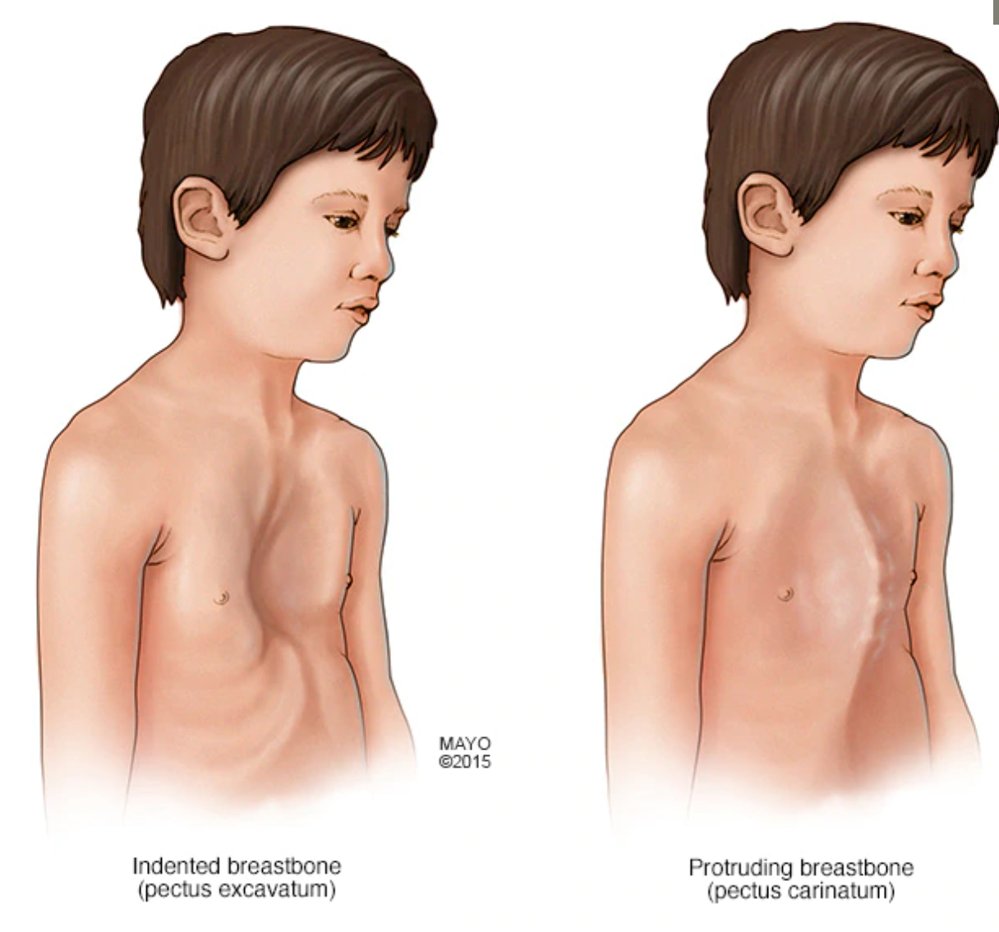 MAYO
©2015
Indented breastbone
(pectus excavatum)
Protruding breastbone
(pectus carinatum)